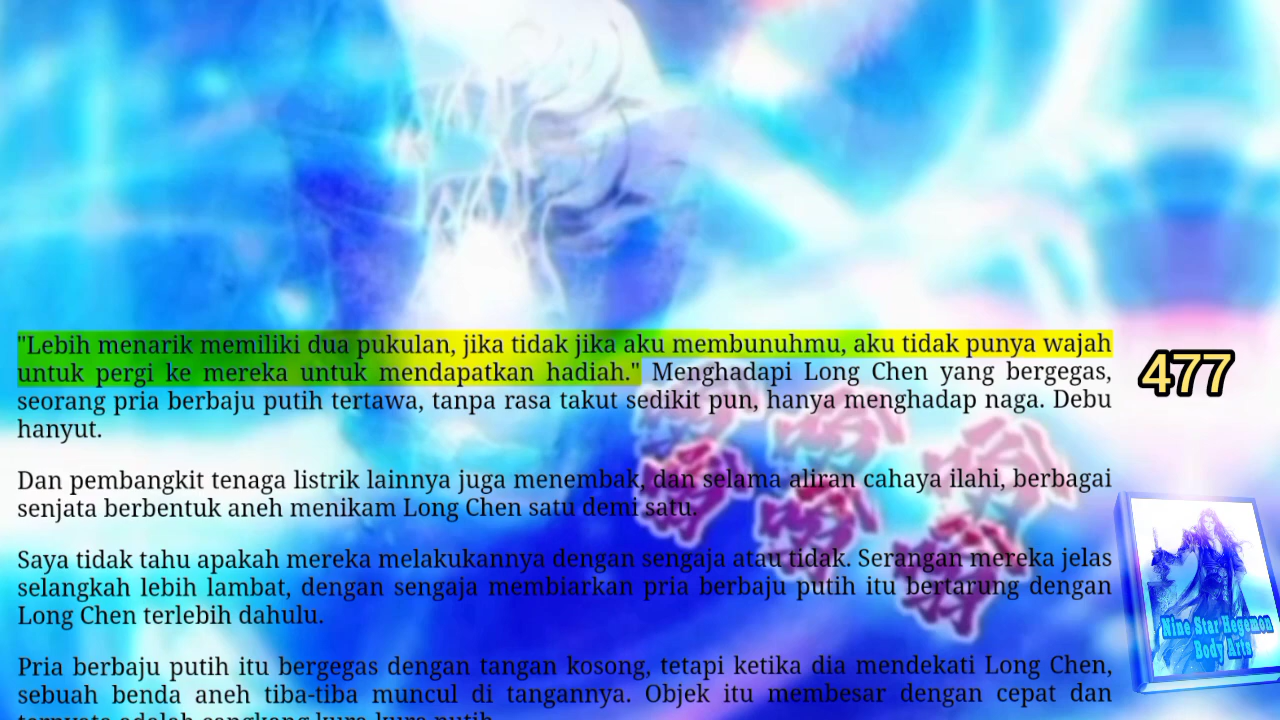 "Lebih menarik memiliki dua pukulan, jika tidak jika aku membunuhmu, aku tidak punya wajah
untuk pergi ke mereka untuk mendapatkan hadiah." Menghadapi Long Chen yang bergegas,
seorang pria berbaju putih tertawa, tanpa rasa takut sedikit pun, hanya menghadap naga. Debu
hanyut.
Dan pembangkit tenaga listrik lainnya juga menembak, dan selama aliran cahaya ilahi, berbagai
senjata berbentuk aneh menikam Long Chen satu demi satu.
Saya tidak tahu apakah mereka melakukannya dengan sengaja atau tidak. Serangan mereka jelas
selangkah lebih lambat, dengan sengaja membiarkan pria berbaju putih itu bertarung dengan
Long Chen terlebih dahulu.
Pria berbaju putih itu bergegas dengan tangan kosong, tetapi ketika dia mendekati Long Chen,
sebuah benda aneh tiba-tiba muncul di tangannya. Objek itu membesar dengan cepat dan
ternyata adalah cangkang kura-kura putih.
477
Nine Star Hegemon
Body Arts